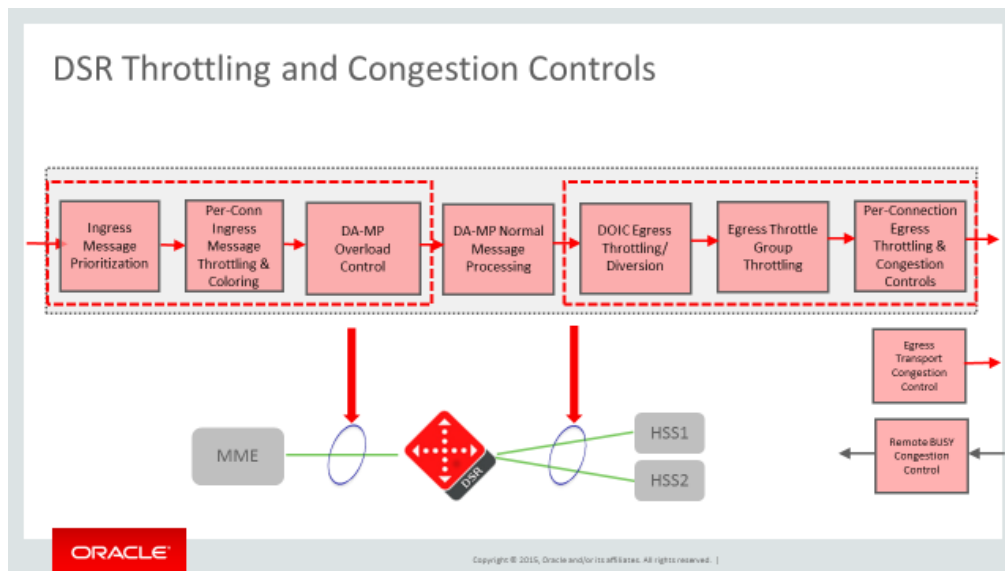 DSR Throttling and Congestion Controls
Ingress
Message
Prioritization
Per-Conn
Ingress
Message
Throttling &
Coloring
DA-MP
Overload
Control
DA-MP Normal
Message
Processing
DOIC Egress
Throttling/
Diversion
Egress Throttle
Group
Throttling
Per-Connection
Egress
Throttling &
Congestion
Controls
Egress
Transport
Congestion
Control
MME
DSR
HSS1
HSS2
Remote BUSY
Congestion
Control
ORACLE®
Copyright © 2015, Oracle and/or its affiliates. All rights reserved. |